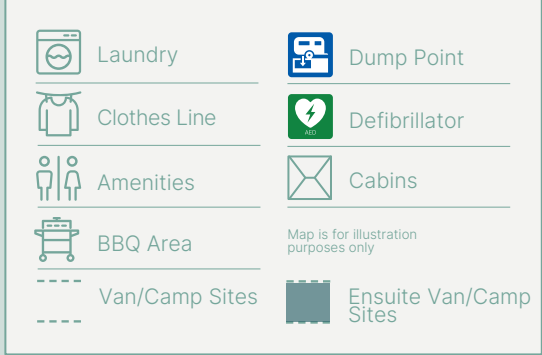 Laundry
Dump Point
Clothes Line
AED
Defibrillator
Amenities
Cabins
BBQ Area
Map is for illustration
purposes only
Van/Camp Sites
Ensuite Van/Camp
Sites